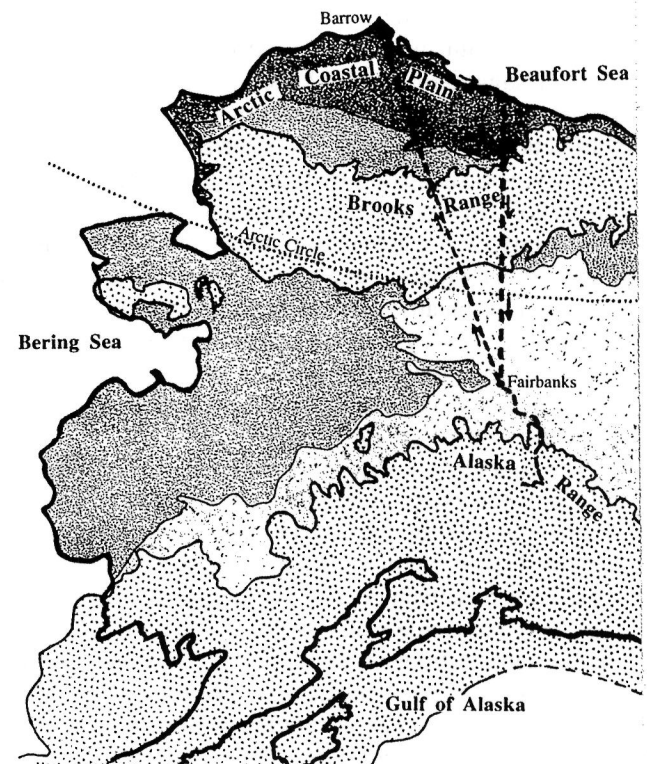 Barrow
Beaufort Sea
Arctic Coastal Plain
Brooks Range
Arctic Circle
Bering Sea
Fairbanks
Alaska Range
Gulf of Alaska